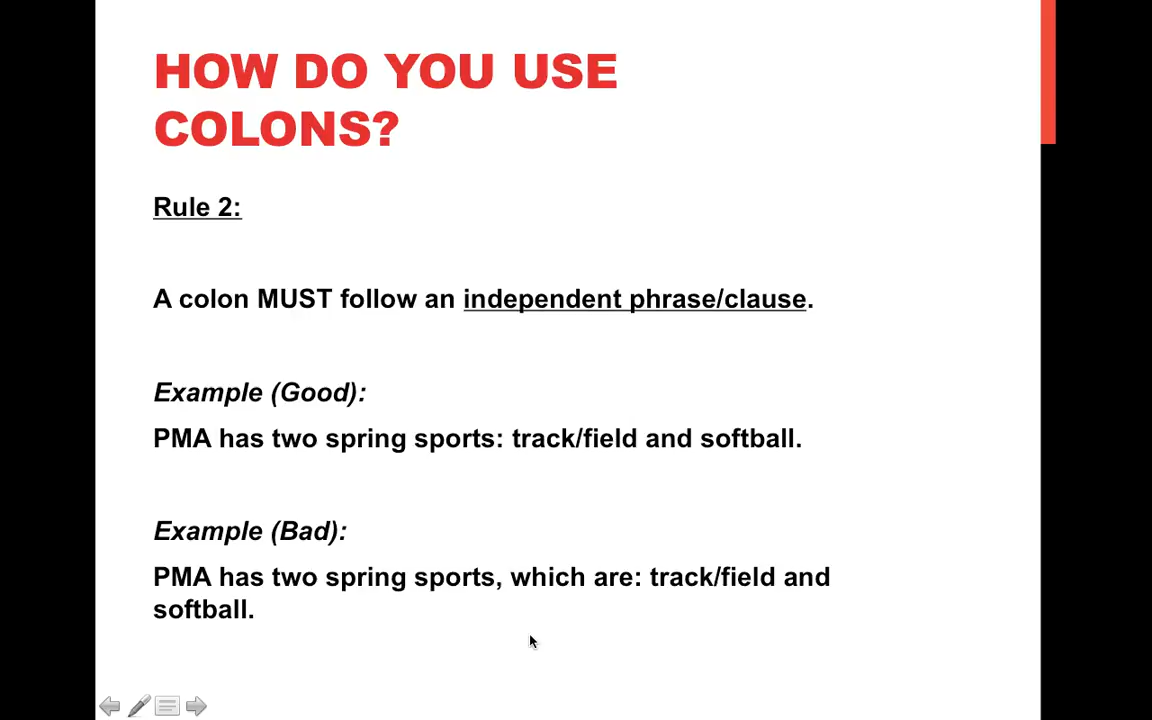 HOW DO YOU USE
COLONS?
Rule 2:
A colon MUST follow an independent phrase/clause.
Example (Good):
PMA has two spring sports: track/field and softball.
Example (Bad):
PMA has two spring sports, which are: track/field and
softball.